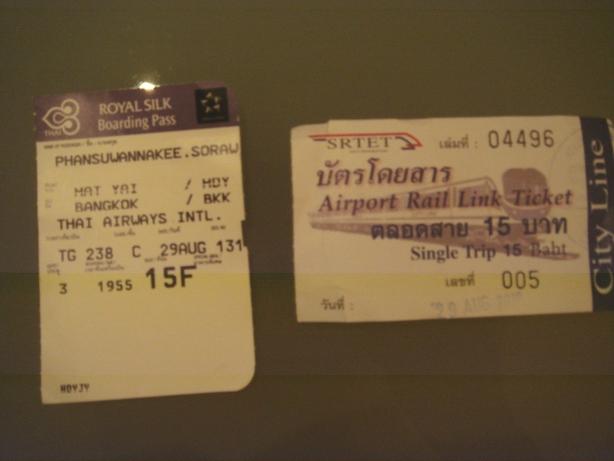 THAI
ROYAL SILK
Boarding Pass
PHANSUWANNAKEE.SORAW
HAT YAI / HDY
BANGKOK / BKK
THAI AIRWAYS INTL.
TG 238 C 29AUG 131
3 1955 15F
HDYJY
SRTET
เล่มที่ : 04496
บัตรโดยสาร
Airport Rail Link Ticket
ตลอดสาย 15 บาท
Single Trip 15 Baht
เลขที่ 005
วันที่ :
29 AUG
City Line